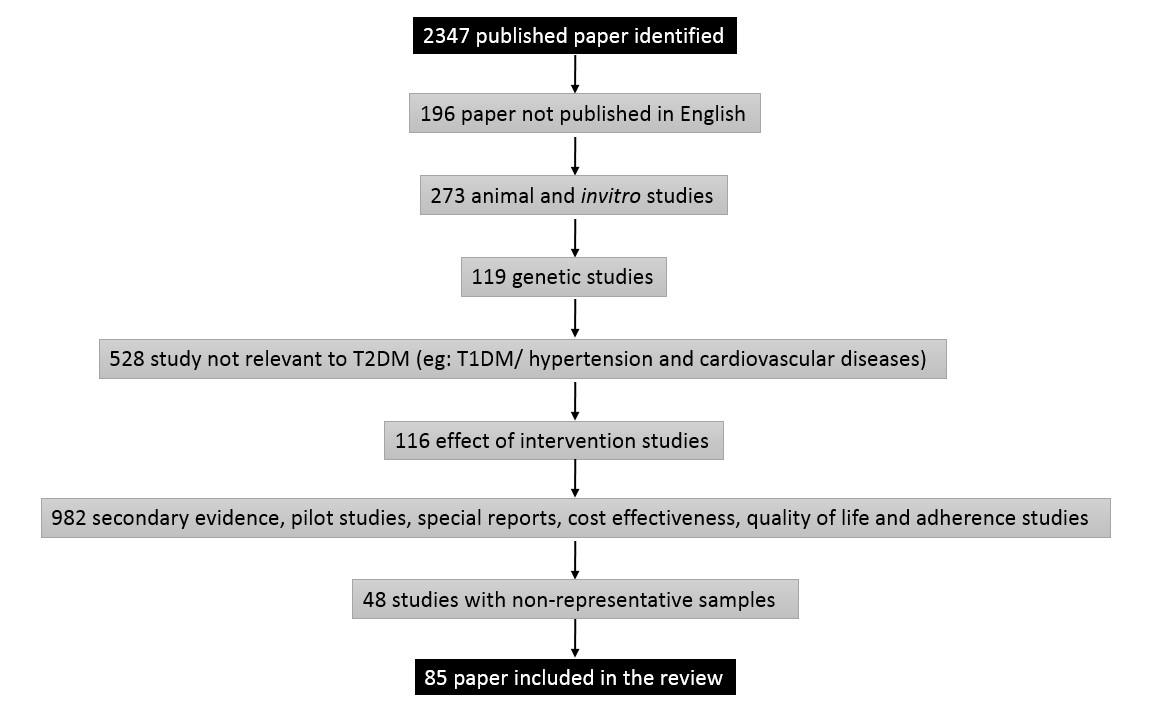 2347 published paper identified
196 paper not published in English
273 animal and invitro studies
119 genetic studies
528 study not relevant to T2DM (eg: T1DM/ hypertension and cardiovascular diseases)
116 effect of intervention studies
982 secondary evidence, pilot studies, special reports, cost effectiveness, quality of life and adherence studies
48 studies with non-representative samples
85 paper included in the review